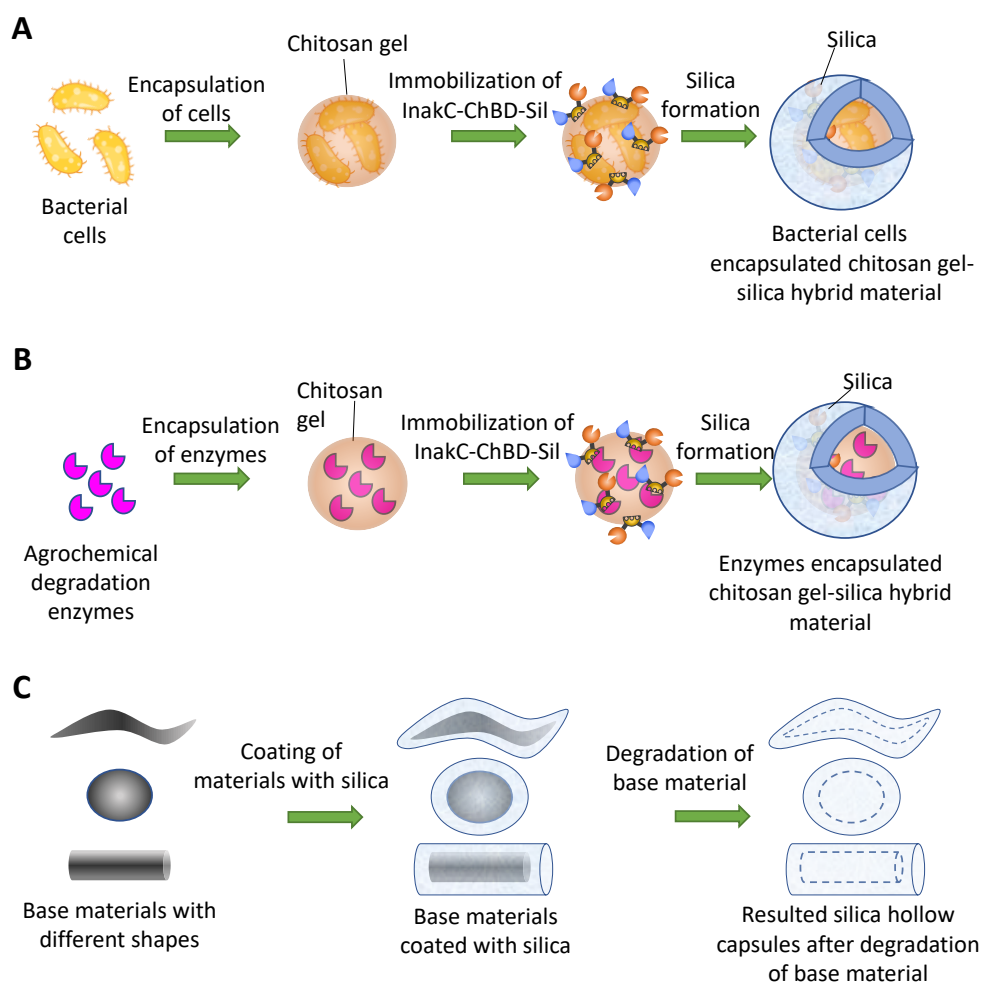 A
Chitosan gel
Silica
Encapsulation
of cells
Immobilization of
InakC-ChBD-Sil
Silica
formation
Bacterial
cells
Bacterial cells
encapsulated chitosan gel-
silica hybrid material
B
Chitosan
gel
Silica
Encapsulation
of enzymes
Immobilization of
InakC-ChBD-Sil
Silica
formation
Agrochemical
degradation
enzymes
Enzymes encapsulated
chitosan gel-silica hybrid
material
C
Coating of
materials with silica
Degradation of
base material
Base materials with
different shapes
Base materials
coated with silica
Resulted silica hollow
capsules after degradation
of base material